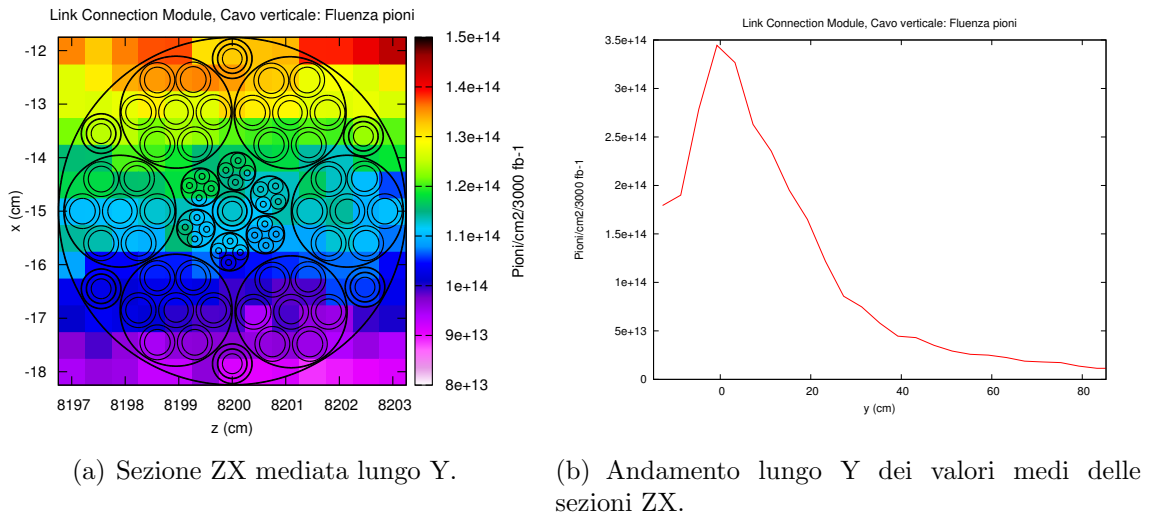 Link Connection Module, Cavo verticale: Fluenza pioni
-12
-13
-14
-15
-16
-17
-18
x (cm)
8197 8198 8199 8200 8201 8202 8203
z (cm)
1.5e+14
1.4e+14
1.3e+14
1.2e+14
1.1e+14
1e+14
9e+13
8e+13
Pioni/cm2/3000 fb-1
(a) Sezione ZX mediata lungo Y.
Link Connection Module, Cavo verticale: Fluenza pioni
3.5e+14
3e+14
2.5e+14
2e+14
1.5e+14
1e+14
5e+13
0
Pioni/cm2/3000 fb-1
0 20 40 60 80
y (cm)
(b) Andamento lungo Y dei valori medi delle
sezioni ZX.